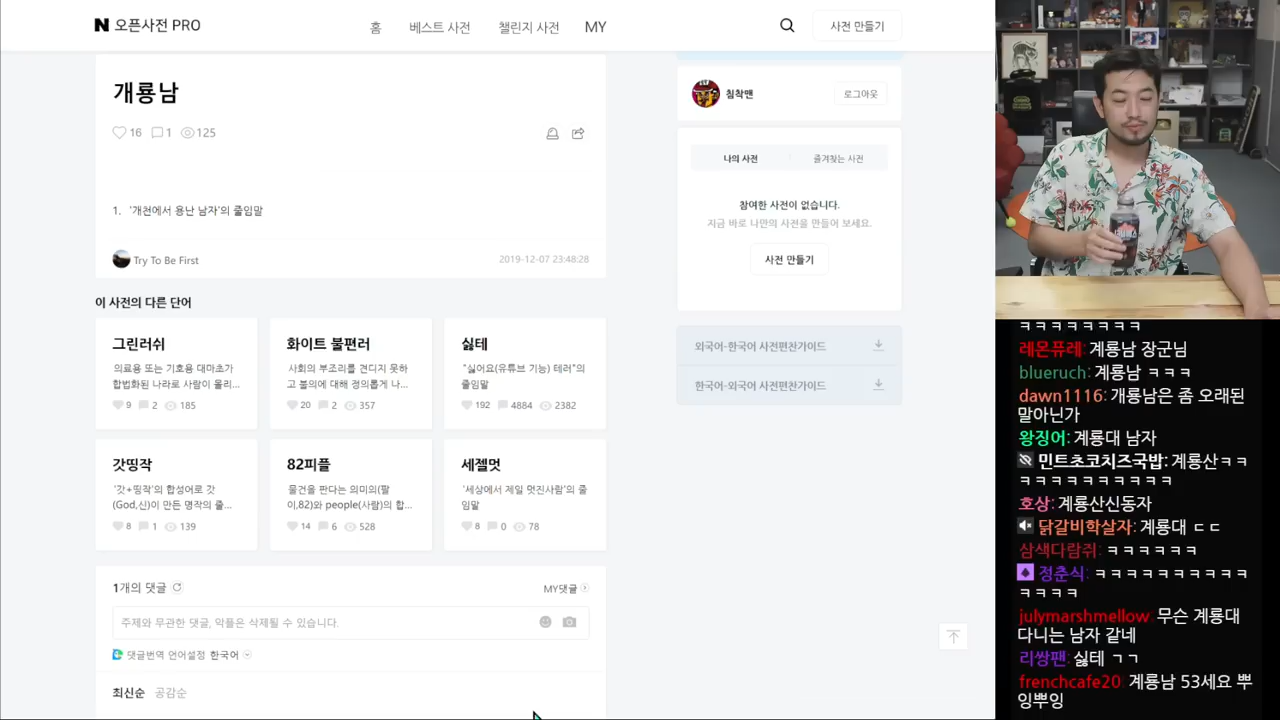 N 오픈사전 PRO
홈 베스트 사전 챌린지 사전 MY
사전 만들기
개룡남
16 1 125
1. '개천에서 용난 남자'의 줄임말
Try To Be First
2019-12-07 23:48:28
이 사전의 다른 단어
그린러쉬
의료용 또는 기호용 대마초가
합법화된 나라로 사람이 몰리...
9 2 185
화이트 불편러
사회의 부조리를 견디지 못하
고 불의에 대해 정의롭게 나...
20 2 357
싫테
"싫어요(유튜브 기능) 테러"의
줄임말
192 4884 2382
갓띵작
'갓+띵작'의 합성어로 갓
(God,신)이 만든 명작의 줄...
8 1 139
82피플
물건을 판다는 의미의(팔
이,82)와 people(사람)의 합...
14 6 528
세젤멋
'세상에서 제일 멋진사람'의 줄
임말
8 0 78
1개의 댓글
MY댓글
주제와 무관한 댓글, 악플은 삭제될 수 있습니다.
댓글번역 언어설정 한국어
최신순 공감순
침착맨
로그아웃
나의 사전
즐겨찾는 사전
참여한 사전이 없습니다.
지금 바로 나만의 사전을 만들어 보세요.
사전 만들기
외국어-한국어 사전편찬가이드
한국어-외국어 사전편찬가이드
ㅋㅋㅋㅋㅋㅋㅋㅋ
레몬퓨레: 계룡남 장군님
blueruch: 계룡남 ㅋㅋㅋ
dawn1116: 개룡남은 좀 오래된
말아닌가
왕징어: 계룡대 남자
민트초코치즈국밥: 계룡산ㅋㅋ
ㅋㅋㅋㅋㅋㅋㅋㅋㅋㅋ
호상: 계룡산신동자
닭갈비학살자: 계룡대 ㄷㄷ
삼색다람쥐: ㅋㅋㅋㅋㅋㅋ
정춘식: ㅋㅋㅋㅋㅋㅋㅋㅋㅋㅋ
ㅋㅋㅋㅋ
julymarshmellow: 무슨 계룡대
다니는 남자 같네
리쌍팬: 싫테 ㄱㄱ
frenchcafe20: 계룡남 53세요 뿌
잉뿌잉